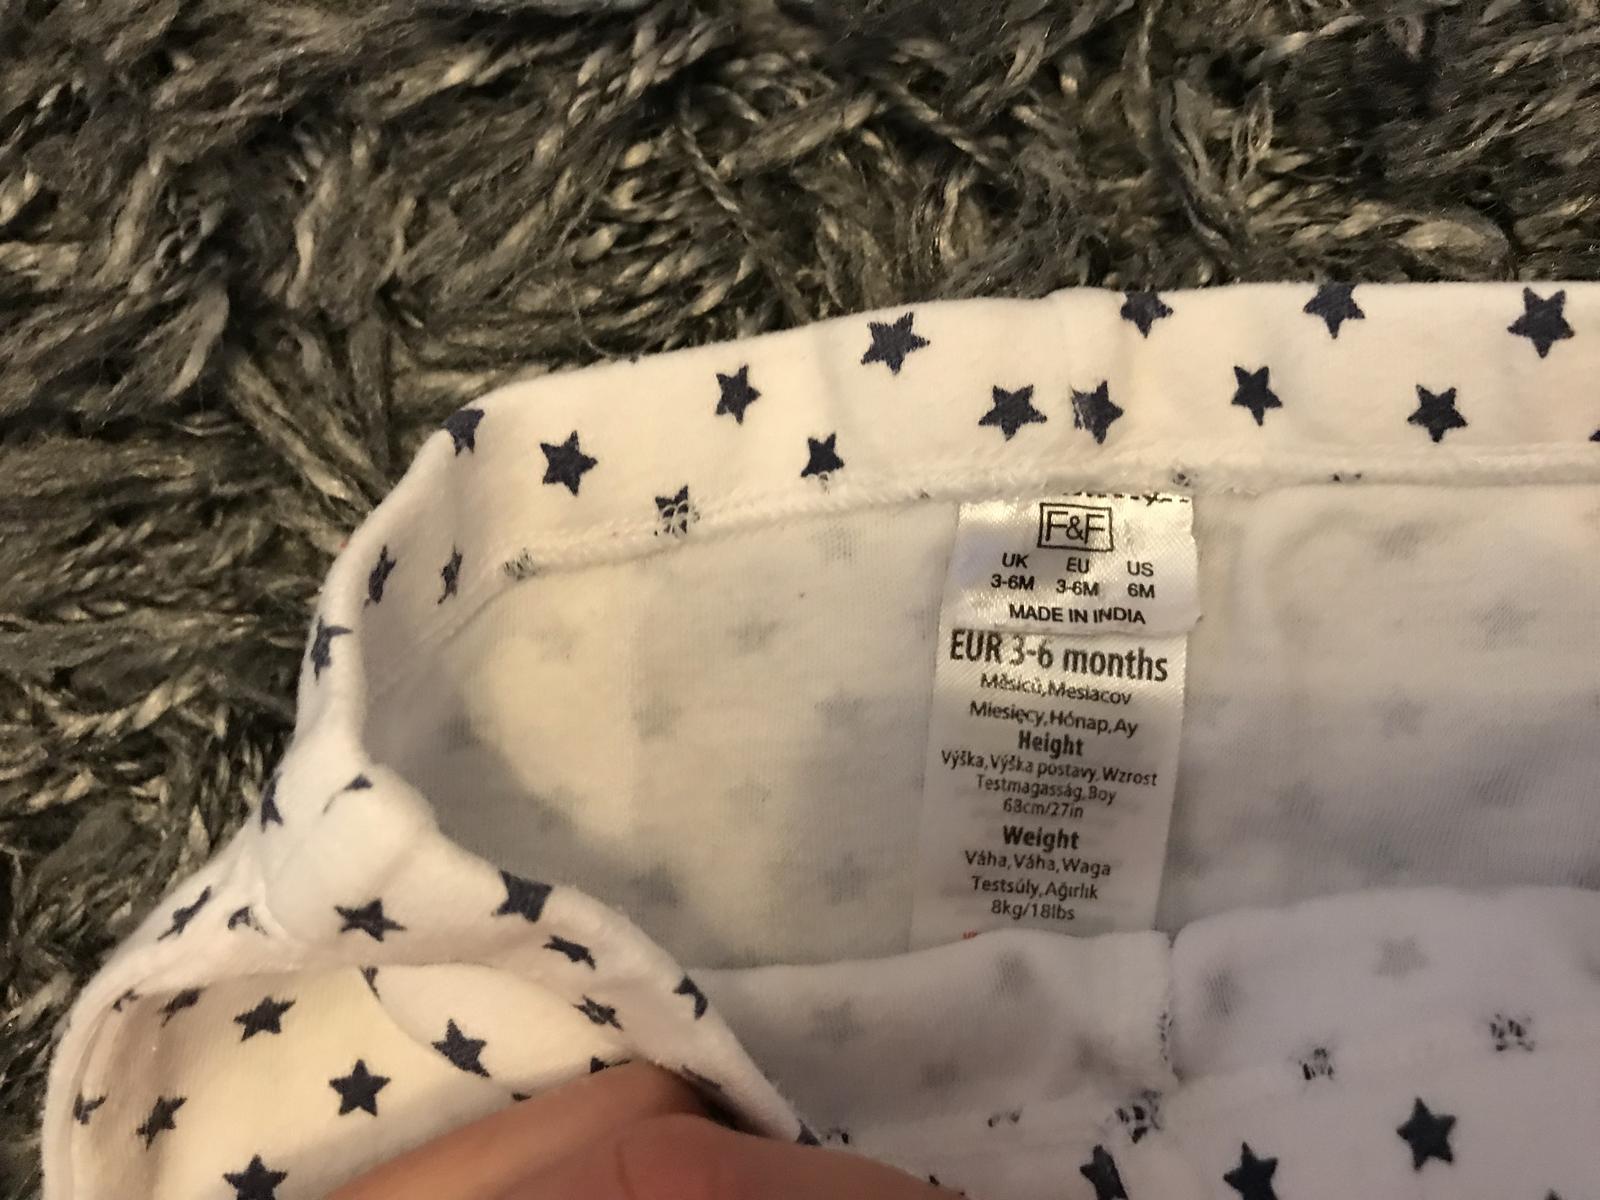 F&F
UK EU US
3-6M 3-6M 6M
MADE IN INDIA
EUR 3-6 months
Měsíců,Mesiacov
Miesięcy,Hónap,Ay
Height
Výška,Výška postavy,Wzrost
Testmagasság,Boy
68cm/27in
Weight
Váha,Váha,Waga
Testsúly,Ağırlık
8kg/18lbs